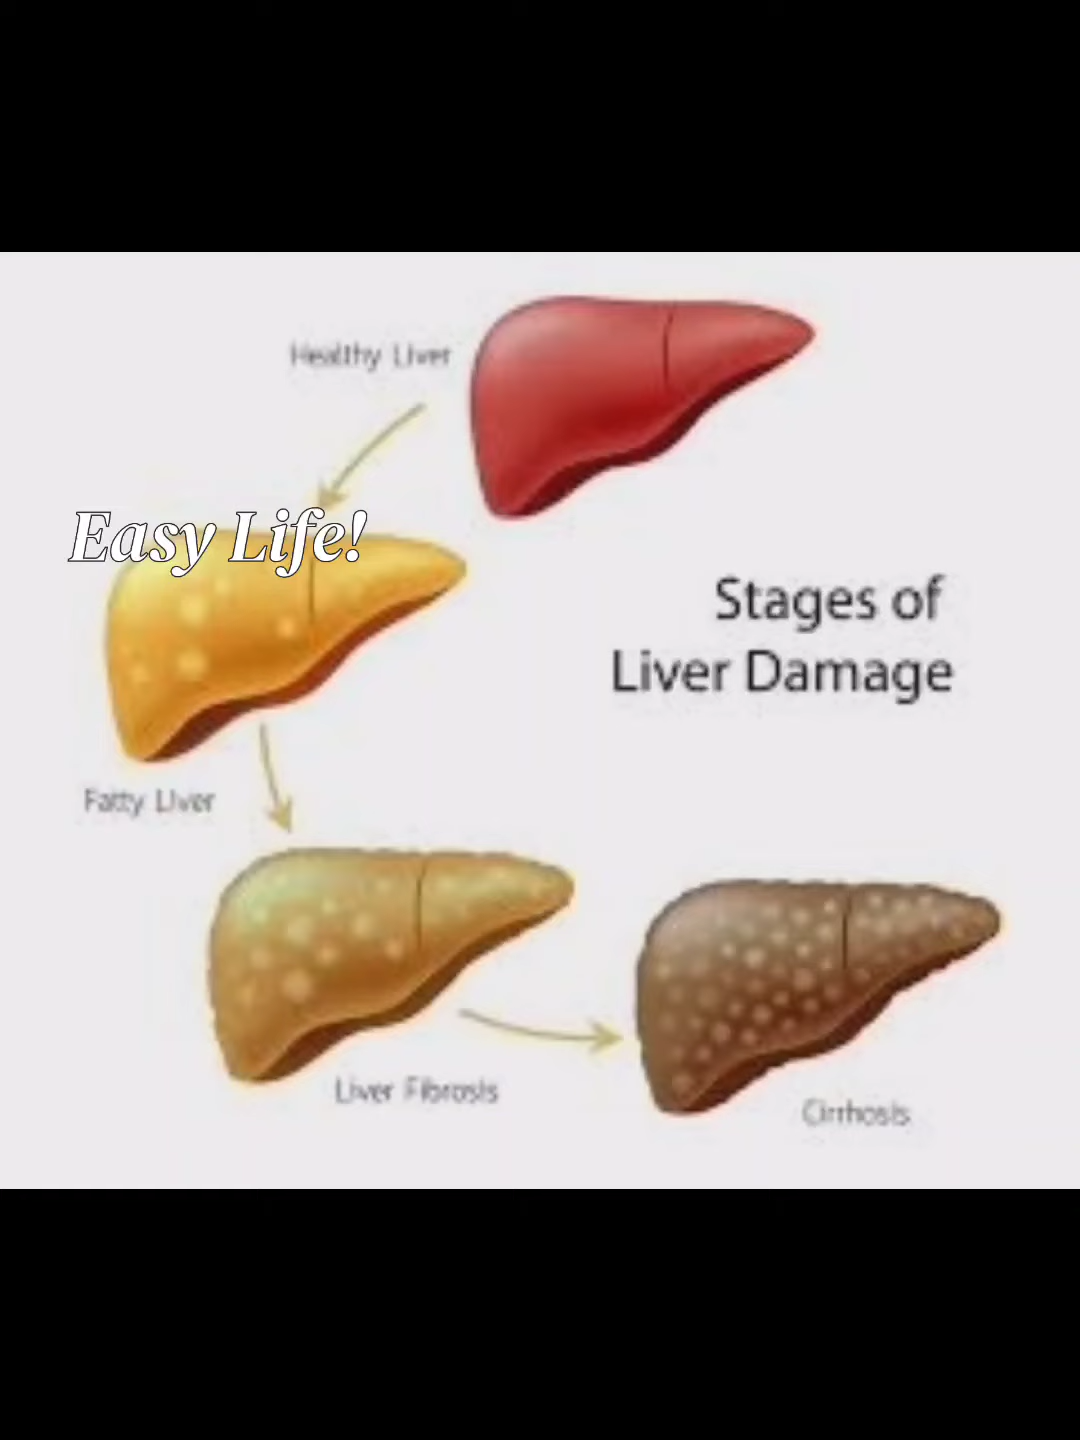 Healthy Liver
Easy Life!
Stages of
Liver Damage
Fatty Liver
Liver Fibrosis
Cirrhosis